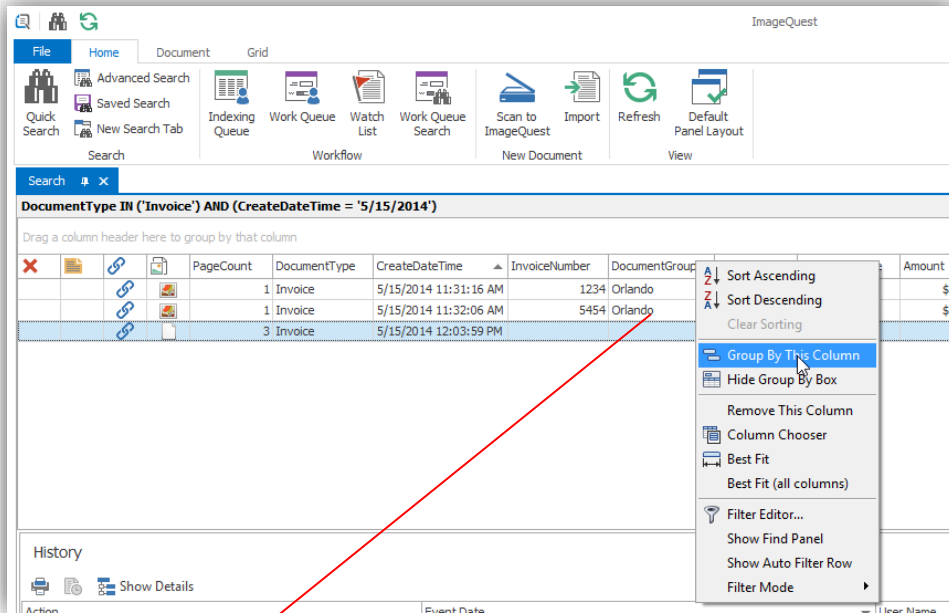 ImageQuest
File Home Document Grid
Quick Search
Advanced Search
Saved Search
New Search Tab
Indexing Queue
Work Queue
Watch List
Work Queue Search
Scan to ImageQuest
Import
Refresh
Default Panel Layout
Search Workflow New Document View
Search
DocumentType IN ('Invoice') AND (CreateDateTime = '5/15/2014')
Drag a column header here to group by that column
PageCount DocumentType CreateDateTime InvoiceNumber DocumentGroup Amount
1 Invoice 5/15/2014 11:31:16 AM 1234 Orlando $
1 Invoice 5/15/2014 11:32:06 AM 5454 Orlando $
3 Invoice 5/15/2014 12:03:59 PM
Sort Ascending
Sort Descending
Clear Sorting
Group By This Column
Hide Group By Box
Remove This Column
Column Chooser
Best Fit
Best Fit (all columns)
Filter Editor...
Show Find Panel
Show Auto Filter Row
Filter Mode
History
Show Details
Action Event Date User Name